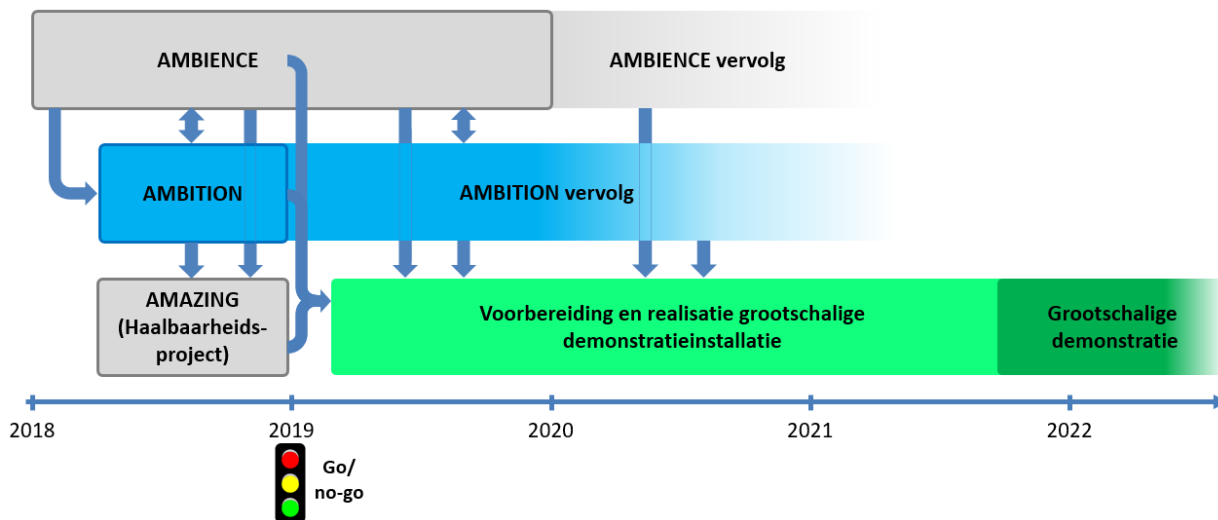 AMBIENCE
AMBIENCE vervolg
AMBITION
AMBITION vervolg
AMAZING
(Haalbaarheids-
project)
Voorbereiding en realisatie grootschalige
demonstratieinstallatie
Grootschalige
demonstratie
2018
2019
2020
2021
2022
Go/
no-go